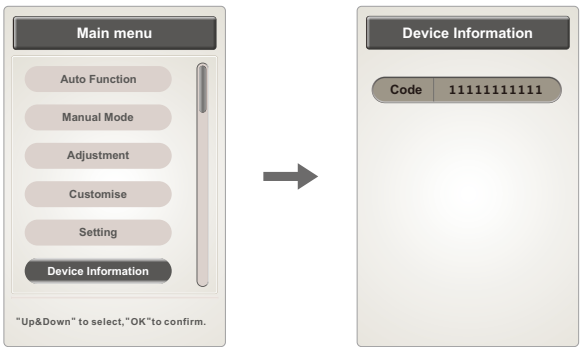 Main menu
Auto Function
Manual Mode
Adjustment
Customise
Setting
Device Information
"Up&Down" to select,"OK"to confirm.
Device Information
Code 11111111111